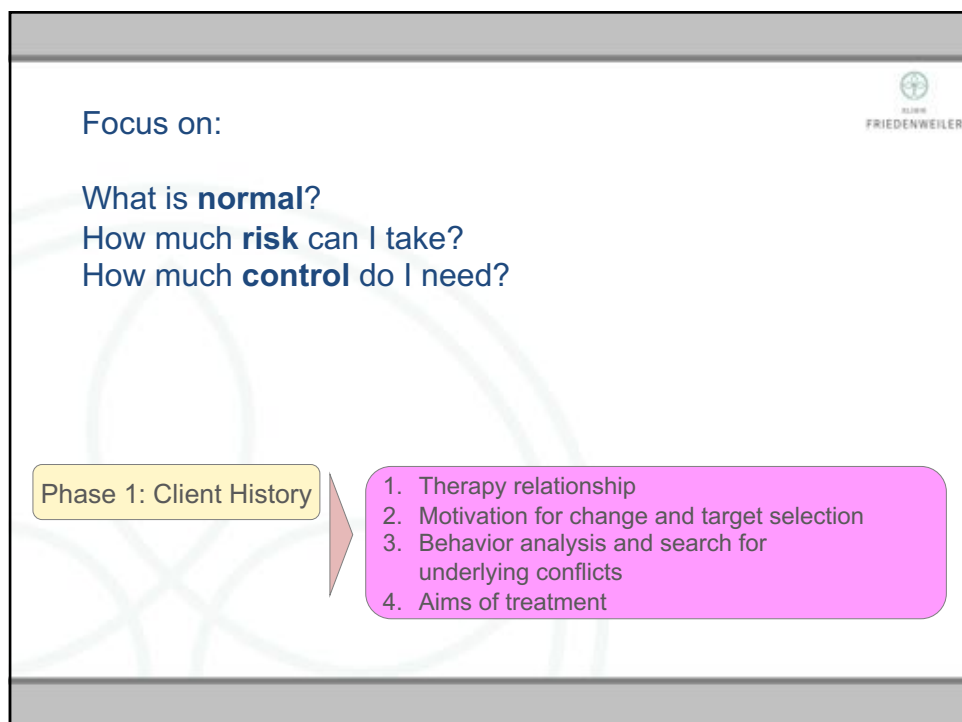 FRIEDENWEILER
Focus on:
What is normal?
How much risk can I take?
How much control do I need?
Phase 1: Client History
1. Therapy relationship
2. Motivation for change and target selection
3. Behavior analysis and search for
underlying conflicts
4. Aims of treatment